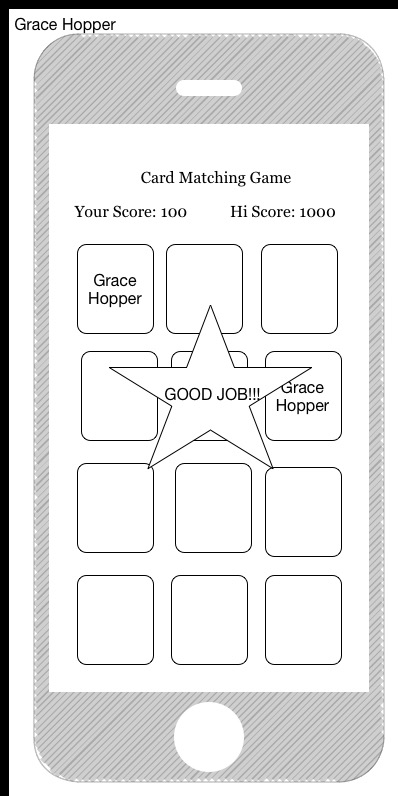 Grace Hopper
Card Matching Game
Your Score: 100 Hi Score: 1000
Grace
Hopper
GOOD JOB!!!
Grace
Hopper